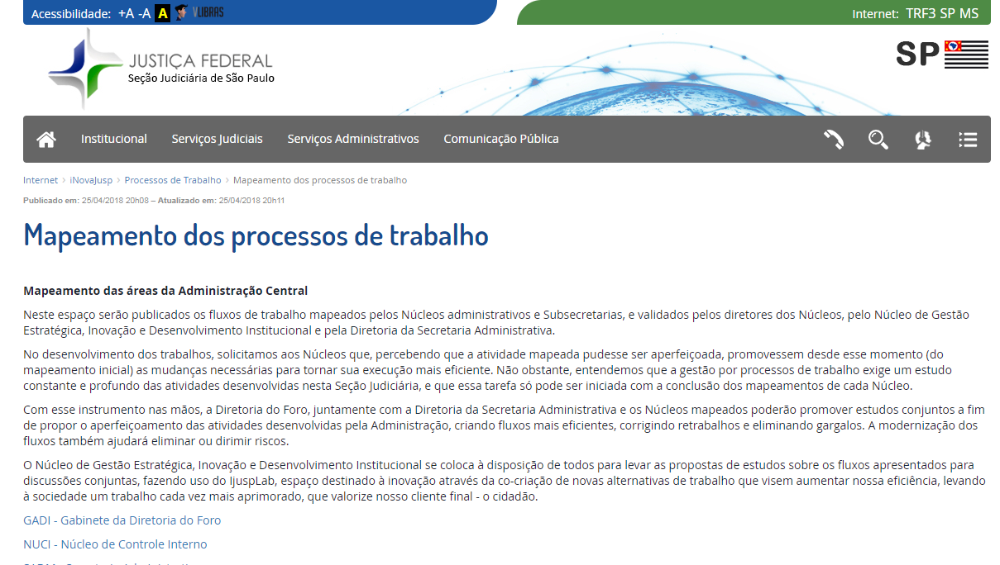 Acessibilidade: +A -A A VLIBRAS
Internet: TRF3 SP MS
JUSTIÇA FEDERAL
Seção Judiciária de São Paulo
SP
Institucional Serviços Judiciais Serviços Administrativos Comunicação Pública
Internet › iNovaJusp › Processos de Trabalho › Mapeamento dos processos de trabalho
Publicado em: 25/04/2018 20h08 – Atualizado em: 25/04/2018 20h11
Mapeamento dos processos de trabalho
Mapeamento das áreas da Administração Central
Neste espaço serão publicados os fluxos de trabalho mapeados pelos Núcleos administrativos e Subsecretarias, e validados pelos diretores dos Núcleos, pelo Núcleo de Gestão
Estratégica, Inovação e Desenvolvimento Institucional e pela Diretoria da Secretaria Administrativa.
No desenvolvimento dos trabalhos, solicitamos aos Núcleos que, percebendo que a atividade mapeada pudesse ser aperfeiçoada, promovessem desde esse momento (do
mapeamento inicial) as mudanças necessárias para tornar sua execução mais eficiente. Não obstante, entendemos que a gestão por processos de trabalho exige um estudo
constante e profundo das atividades desenvolvidas nesta Seção Judiciária, e que essa tarefa só pode ser iniciada com a conclusão dos mapeamentos de cada Núcleo.
Com esse instrumento nas mãos, a Diretoria do Foro, juntamente com a Diretoria da Secretaria Administrativa e os Núcleos mapeados poderão promover estudos conjuntos a fim
de propor o aperfeiçoamento das atividades desenvolvidas pela Administração, criando fluxos mais eficientes, corrigindo retrabalhos e eliminando gargalos. A modernização dos
fluxos também ajudará eliminar ou dirimir riscos.
O Núcleo de Gestão Estratégica, Inovação e Desenvolvimento Institucional se coloca à disposição de todos para levar as propostas de estudos sobre os fluxos apresentados para
discussões conjuntas, fazendo uso do IjuspLab, espaço destinado à inovação através da co-criação de novas alternativas de trabalho que visem aumentar nossa eficiência, levando
à sociedade um trabalho cada vez mais aprimorado, que valorize nosso cliente final - o cidadão.
GADI - Gabinete da Diretoria do Foro
NUCI - Núcleo de Controle Interno